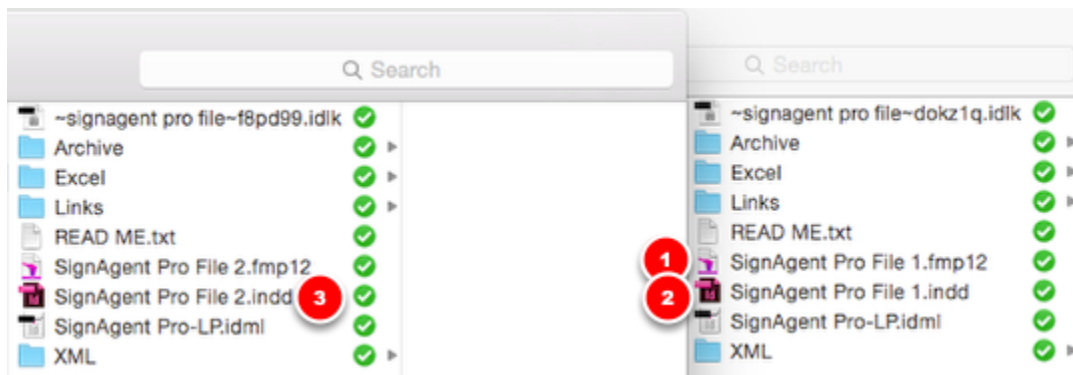 Search
~signagent pro file~f8pd99.idlk
Archive
Excel
Links
READ ME.txt
SignAgent Pro File 2.fmp12
SignAgent Pro File 2.indd
3
SignAgent Pro-LP.idml
XML
Search
~signagent pro file~dokz1q.idlk
Archive
Excel
Links
READ ME.txt
1
SignAgent Pro File 1.fmp12
2
SignAgent Pro File 1.indd
SignAgent Pro-LP.idml
XML